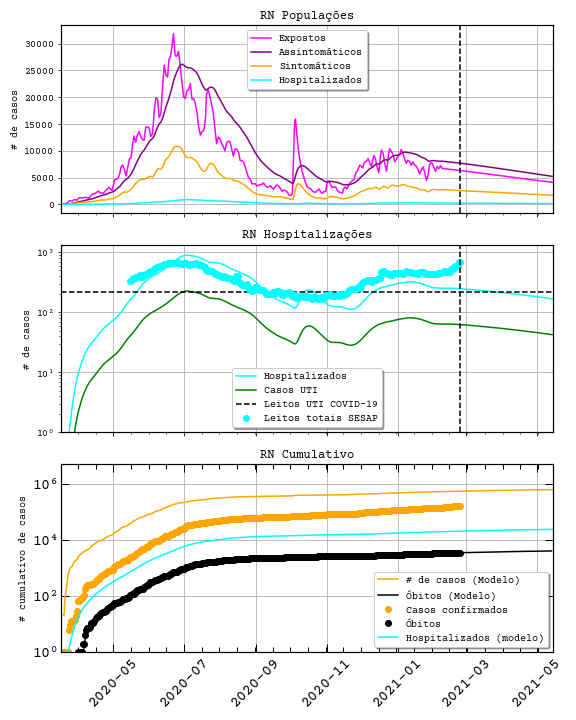 RN Populações
# de casos
30000
25000
20000
15000
10000
5000
0
Expostos
Assintomáticos
Sintomáticos
Hospitalizados
RN Hospitalizações
# de casos
10³
10²
10¹
10⁰
Hospitalizados
Casos UTI
Leitos UTI COVID-19
Leitos totais SESAP
RN Cumulativo
# cumulativo de casos
10⁶
10⁴
10²
10⁰
# de casos (Modelo)
Óbitos (Modelo)
Casos confirmados
Óbitos
Hospitalizados (modelo)
2020-05
2020-07
2020-09
2020-11
2021-01
2021-03
2021-05